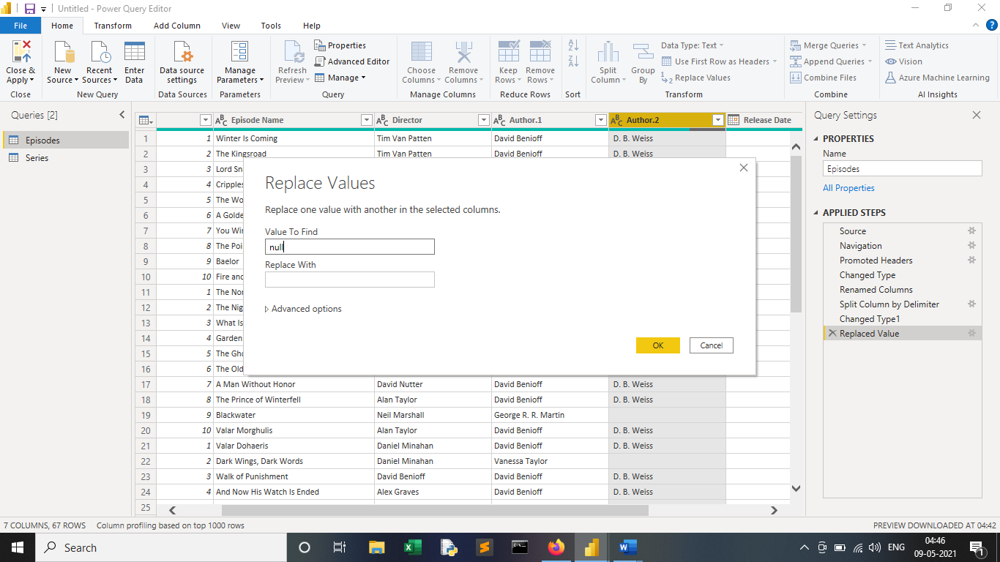 Untitled - Power Query Editor
File Home Transform Add Column View Tools Help
Close & Apply
Close
New Source
Recent Sources
Enter Data
New Query
Data source settings
Data Sources
Manage Parameters
Parameters
Refresh Preview
Properties
Advanced Editor
Manage
Query
Choose Columns
Remove Columns
Manage Columns
Keep Rows
Remove Rows
Reduce Rows
Sort
Split Column
Group By
Data Type: Text
Use First Row as Headers
Replace Values
Transform
Merge Queries
Append Queries
Combine Files
Combine
Text Analytics
Vision
Azure Machine Learning
AI Insights
Queries [2]
Episodes
Series
Episode Name Director Author.1 Author.2 Release Date
1 1 Winter Is Coming Tim Van Patten David Benioff D. B. Weiss
2 2 The Kingsroad Tim Van Patten David Benioff D. B. Weiss
3 3 Lord Sn
4 4 Cripples
5 5 The Wo
6 6 A Golde
7 7 You Win
8 8 The Poi
9 9 Baelor
10 10 Fire and
11 1 The Nor
12 2 The Nig
13 3 What Is
14 4 Garden
15 5 The Gho
16 6 The Old
17 7 A Man Without Honor David Nutter David Benioff D. B. Weiss
18 8 The Prince of Winterfell Alan Taylor David Benioff D. B. Weiss
19 9 Blackwater Neil Marshall George R. R. Martin
20 10 Valar Morghulis Alan Taylor David Benioff D. B. Weiss
21 1 Valar Dohaeris Daniel Minahan David Benioff D. B. Weiss
22 2 Dark Wings, Dark Words Daniel Minahan Vanessa Taylor
23 3 Walk of Punishment David Benioff David Benioff D. B. Weiss
24 4 And Now His Watch Is Ended Alex Graves David Benioff D. B. Weiss
25
Replace Values
Replace one value with another in the selected columns.
Value To Find
null
Replace With
Advanced options
OK Cancel
Query Settings
PROPERTIES
Name
Episodes
All Properties
APPLIED STEPS
Source
Navigation
Promoted Headers
Changed Type
Renamed Columns
Split Column by Delimiter
Changed Type1
Replaced Value
7 COLUMNS, 67 ROWS Column profiling based on top 1000 rows PREVIEW DOWNLOADED AT 04:42
Search
ENG
04:46
09-05-2021
1